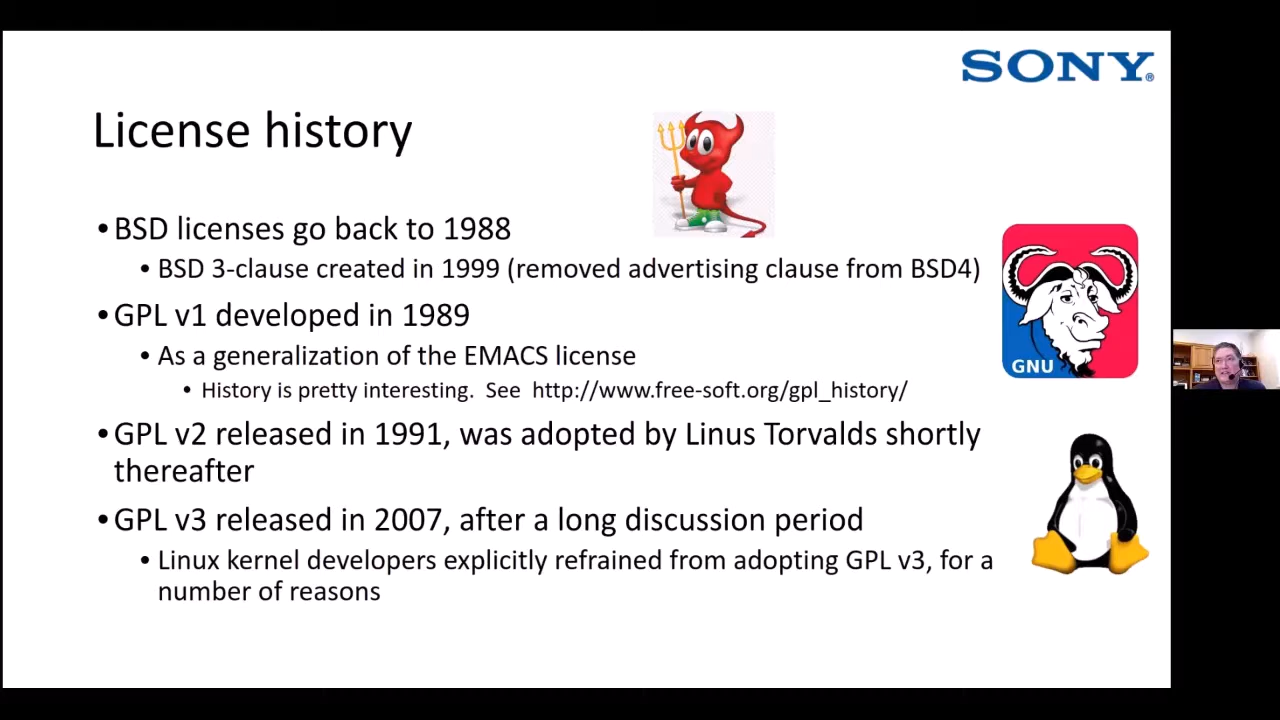 SONY®
License history
• BSD licenses go back to 1988
• BSD 3-clause created in 1999 (removed advertising clause from BSD4)
• GPL v1 developed in 1989
• As a generalization of the EMACS license
• History is pretty interesting. See http://www.free-soft.org/gpl_history/
GNU
• GPL v2 released in 1991, was adopted by Linus Torvalds shortly
thereafter
• GPL v3 released in 2007, after a long discussion period
• Linux kernel developers explicitly refrained from adopting GPL v3, for a
number of reasons